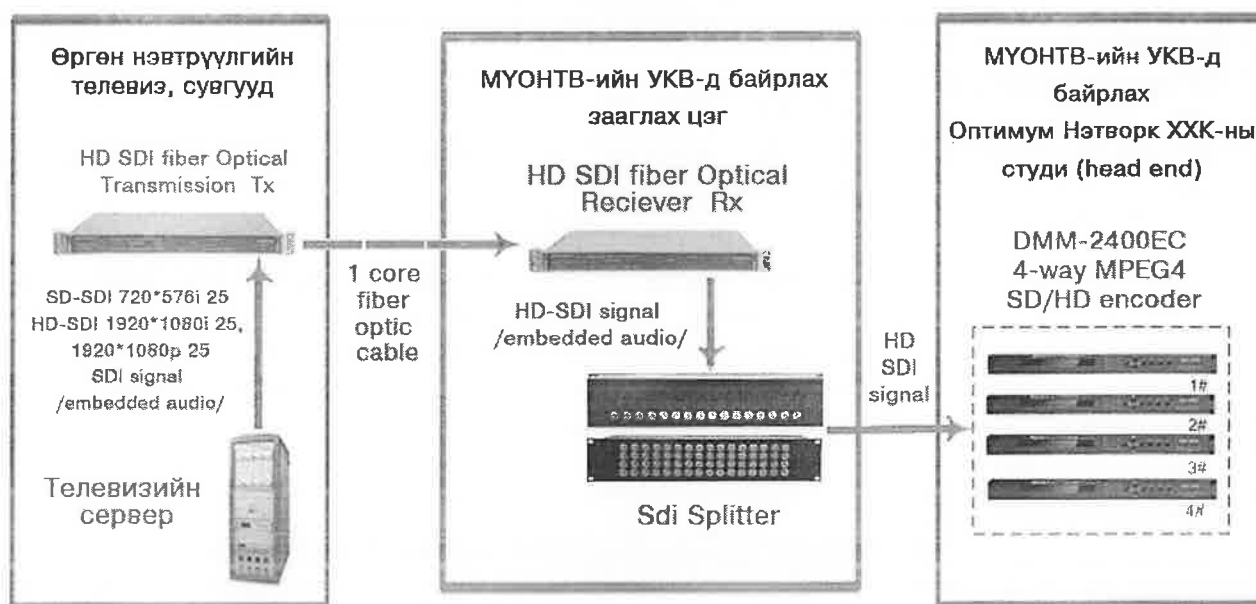 Өргөн нэвтрүүлгийн
телевиз, сувгууд
HD SDI fiber Optical
Transmission Tx
SD-SDI 720*576i 25
HD-SDI 1920*1080i 25,
1920*1080p 25
SDI signal
/embedded audio/
Телевизийн
сервер
1 core
fiber
optic
cable
МҮОНТВ-ийн УКВ-д байрлах
зааглах цэг
HD SDI fiber Optical
Reciever Rx
HD-SDI signal
/embedded audio/
Sdi Splitter
HD
SDI
signal
МҮОНТВ-ийн УКВ-д
байрлах
Оптимум Нэтворк ХХК-ны
студи (head end)
DMM-2400EC
4-way MPEG4
SD/HD encoder
1#
2#
3#
4#